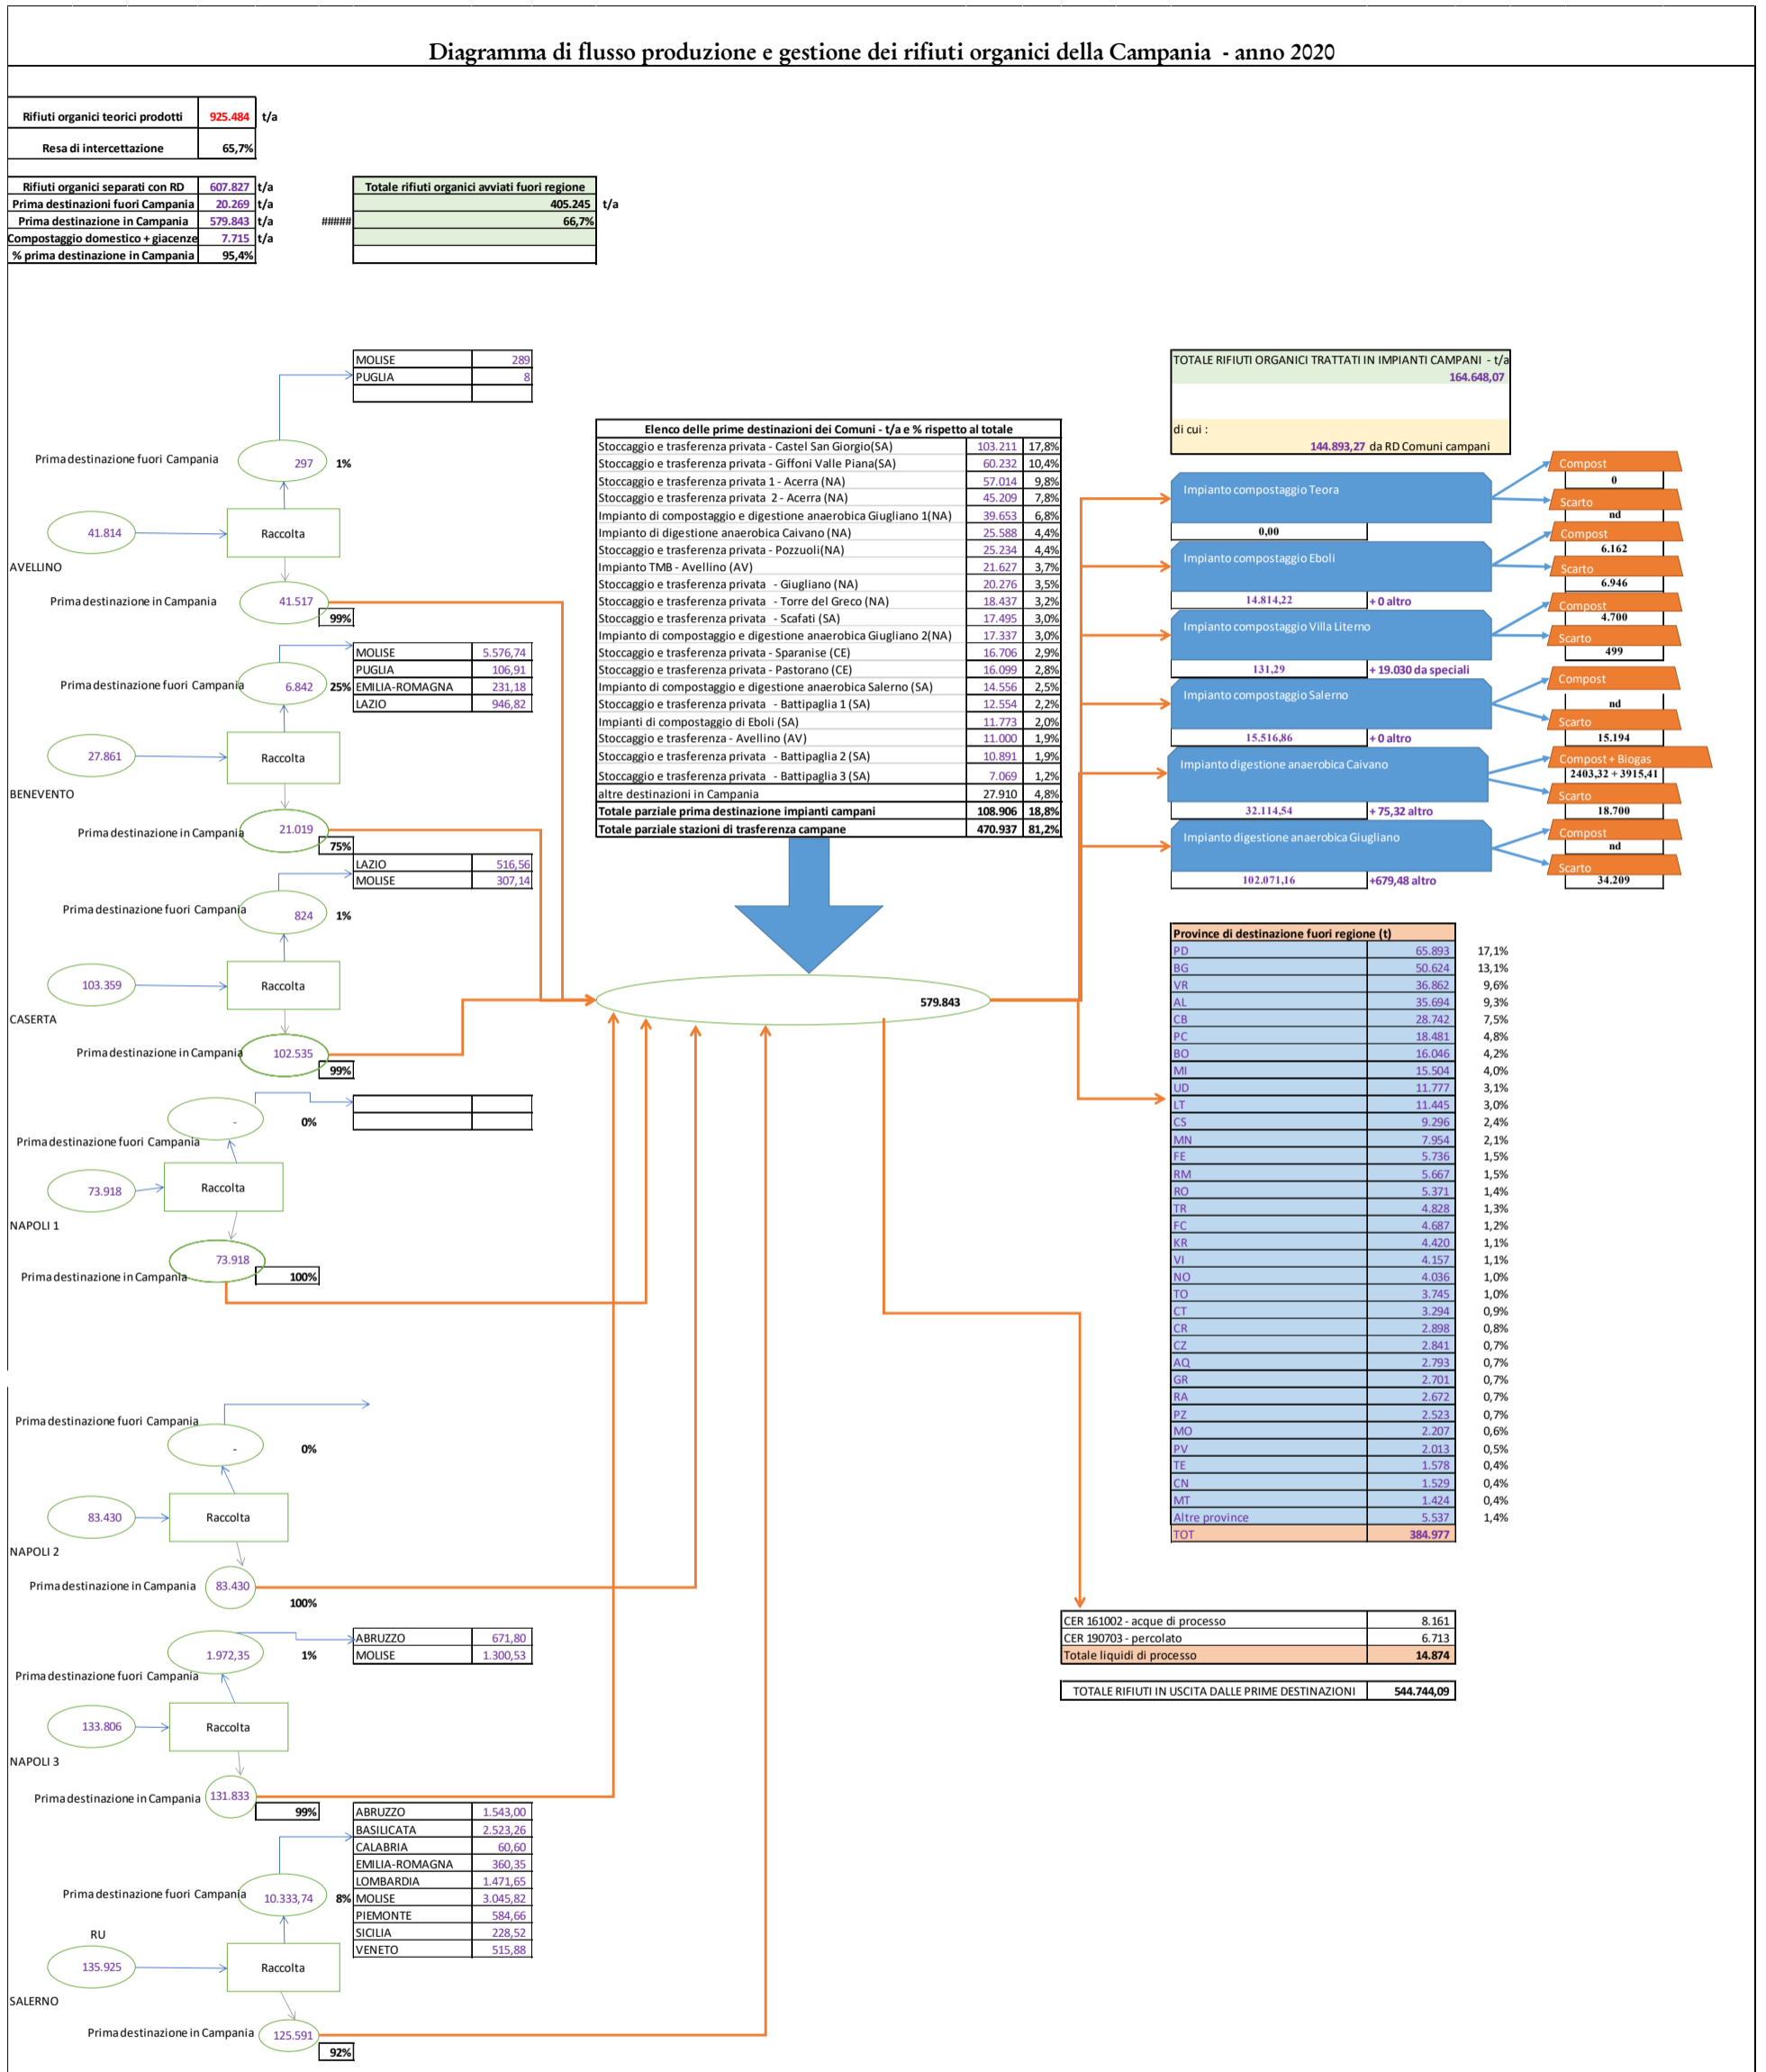 Diagramma di flusso produzione e gestione dei rifiuti organici della Campania - anno 2020
Rifiuti organici teorici prodotti 925.484 t/a
Resa di intercettazione 65,7%
Rifiuti organici separati con RD 607.827 t/a
Prima destinazioni fuori Campania 20.269 t/a
Prima destinazione in Campania 579.843 t/a
Compostaggio domestico + giacenze 7.715 t/a
% prima destinazione in Campania 95,4%
Totale rifiuti organici avviati fuori regione
405.245 t/a
##### 66,7%
MOLISE 289
PUGLIA 8
Prima destinazione fuori Campania 297 1%
41.814 Raccolta
AVELLINO
Prima destinazione in Campania 41.517
99%
MOLISE 5.576,74
PUGLIA 106,91
EMILIA-ROMAGNA 231,18
LAZIO 946,82
Prima destinazione fuori Campania 6.842 25%
27.861 Raccolta
BENEVENTO
Prima destinazione in Campania 21.019
75%
LAZIO 516,56
MOLISE 307,14
Prima destinazione fuori Campania 824 1%
103.359 Raccolta
CASERTA
Prima destinazione in Campania 102.535
99%
- 0%
Prima destinazione fuori Campania
73.918 Raccolta
NAPOLI 1
73.918
Prima destinazione in Campania 100%
Prima destinazione fuori Campania
- 0%
83.430 Raccolta
NAPOLI 2
Prima destinazione in Campania 83.430
100%
ABRUZZO 671,80
MOLISE 1.300,53
1.972,35 1%
Prima destinazione fuori Campania
133.806 Raccolta
NAPOLI 3
Prima destinazione in Campania 131.833
99%
ABRUZZO 1.543,00
BASILICATA 2.523,26
CALABRIA 60,60
EMILIA-ROMAGNA 360,35
LOMBARDIA 1.471,65
MOLISE 3.045,82
PIEMONTE 584,66
SICILIA 228,52
VENETO 515,88
Prima destinazione fuori Campania 10.333,74 8%
RU
135.925 Raccolta
SALERNO
Prima destinazione in Campania 125.591
92%
Elenco delle prime destinazioni dei Comuni - t/a e % rispetto al totale
Stoccaggio e trasferenza privata - Castel San Giorgio(SA) 103.211 17,8%
Stoccaggio e trasferenza privata - Giffoni Valle Piana(SA) 60.232 10,4%
Stoccaggio e trasferenza privata 1 - Acerra (NA) 57.014 9,8%
Stoccaggio e trasferenza privata 2 - Acerra (NA) 45.209 7,8%
Impianto di compostaggio e digestione anaerobica Giugliano 1(NA) 39.653 6,8%
Impianto di digestione anaerobica Caivano (NA) 25.588 4,4%
Stoccaggio e trasferenza privata - Pozzuoli(NA) 25.234 4,4%
Impianto TMB - Avellino (AV) 21.627 3,7%
Stoccaggio e trasferenza privata - Giugliano (NA) 20.276 3,5%
Stoccaggio e trasferenza privata - Torre del Greco (NA) 18.437 3,2%
Stoccaggio e trasferenza privata - Scafati (SA) 17.495 3,0%
Impianto di compostaggio e digestione anaerobica Giugliano 2(NA) 17.337 3,0%
Stoccaggio e trasferenza privata - Sparanise (CE) 16.706 2,9%
Stoccaggio e trasferenza privata - Pastorano (CE) 16.099 2,8%
Impianto di compostaggio e digestione anaerobica Salerno (SA) 14.556 2,5%
Stoccaggio e trasferenza privata - Battipaglia 1 (SA) 12.554 2,2%
Impianti di compostaggio di Eboli (SA) 11.773 2,0%
Stoccaggio e trasferenza - Avellino (AV) 11.000 1,9%
Stoccaggio e trasferenza privata - Battipaglia 2 (SA) 10.891 1,9%
Stoccaggio e trasferenza privata - Battipaglia 3 (SA) 7.069 1,2%
altre destinazioni in Campania 27.910 4,8%
Totale parziale prima destinazione impianti campani 108.906 18,8%
Totale parziale stazioni di trasferenza campane 470.937 81,2%
579.843
TOTALE RIFIUTI ORGANICI TRATTATI IN IMPIANTI CAMPANI - t/a
164.648,07
di cui :
144.893,27 da RD Comuni campani
Impianto compostaggio Teora
0,00
Compost
0
Scarto
nd
Impianto compostaggio Eboli
14.814,22 + 0 altro
Compost
6.162
Scarto
6.946
Impianto compostaggio Villa Literno
131,29 + 19.030 da speciali
Compost
4.700
Scarto
499
Impianto compostaggio Salerno
15.516,86 + 0 altro
Compost
nd
Scarto
15.194
Impianto digestione anaerobica Caivano
32.114,54 + 75,32 altro
Compost + Biogas
2403,32 + 3915,41
Scarto
18.700
Impianto digestione anaerobica Giugliano
102.071,16 +679,48 altro
Compost
nd
Scarto
34.209
Province di destinazione fuori regione (t)
PD 65.893 17,1%
BG 50.624 13,1%
VR 36.862 9,6%
AL 35.694 9,3%
CB 28.742 7,5%
PC 18.481 4,8%
BO 16.046 4,2%
MI 15.504 4,0%
UD 11.777 3,1%
LT 11.445 3,0%
CS 9.296 2,4%
MN 7.954 2,1%
FE 5.736 1,5%
RM 5.667 1,5%
RO 5.371 1,4%
TR 4.828 1,3%
FC 4.687 1,2%
KR 4.420 1,1%
VI 4.157 1,1%
NO 4.036 1,0%
TO 3.745 1,0%
CT 3.294 0,9%
CR 2.898 0,8%
CZ 2.841 0,7%
AQ 2.793 0,7%
GR 2.701 0,7%
RA 2.672 0,7%
PZ 2.523 0,7%
MO 2.207 0,6%
PV 2.013 0,5%
TE 1.578 0,4%
CN 1.529 0,4%
MT 1.424 0,4%
Altre province 5.537 1,4%
TOT 384.977
CER 161002 - acque di processo 8.161
CER 190703 - percolato 6.713
Totale liquidi di processo 14.874
TOTALE RIFIUTI IN USCITA DALLE PRIME DESTINAZIONI 544.744,09